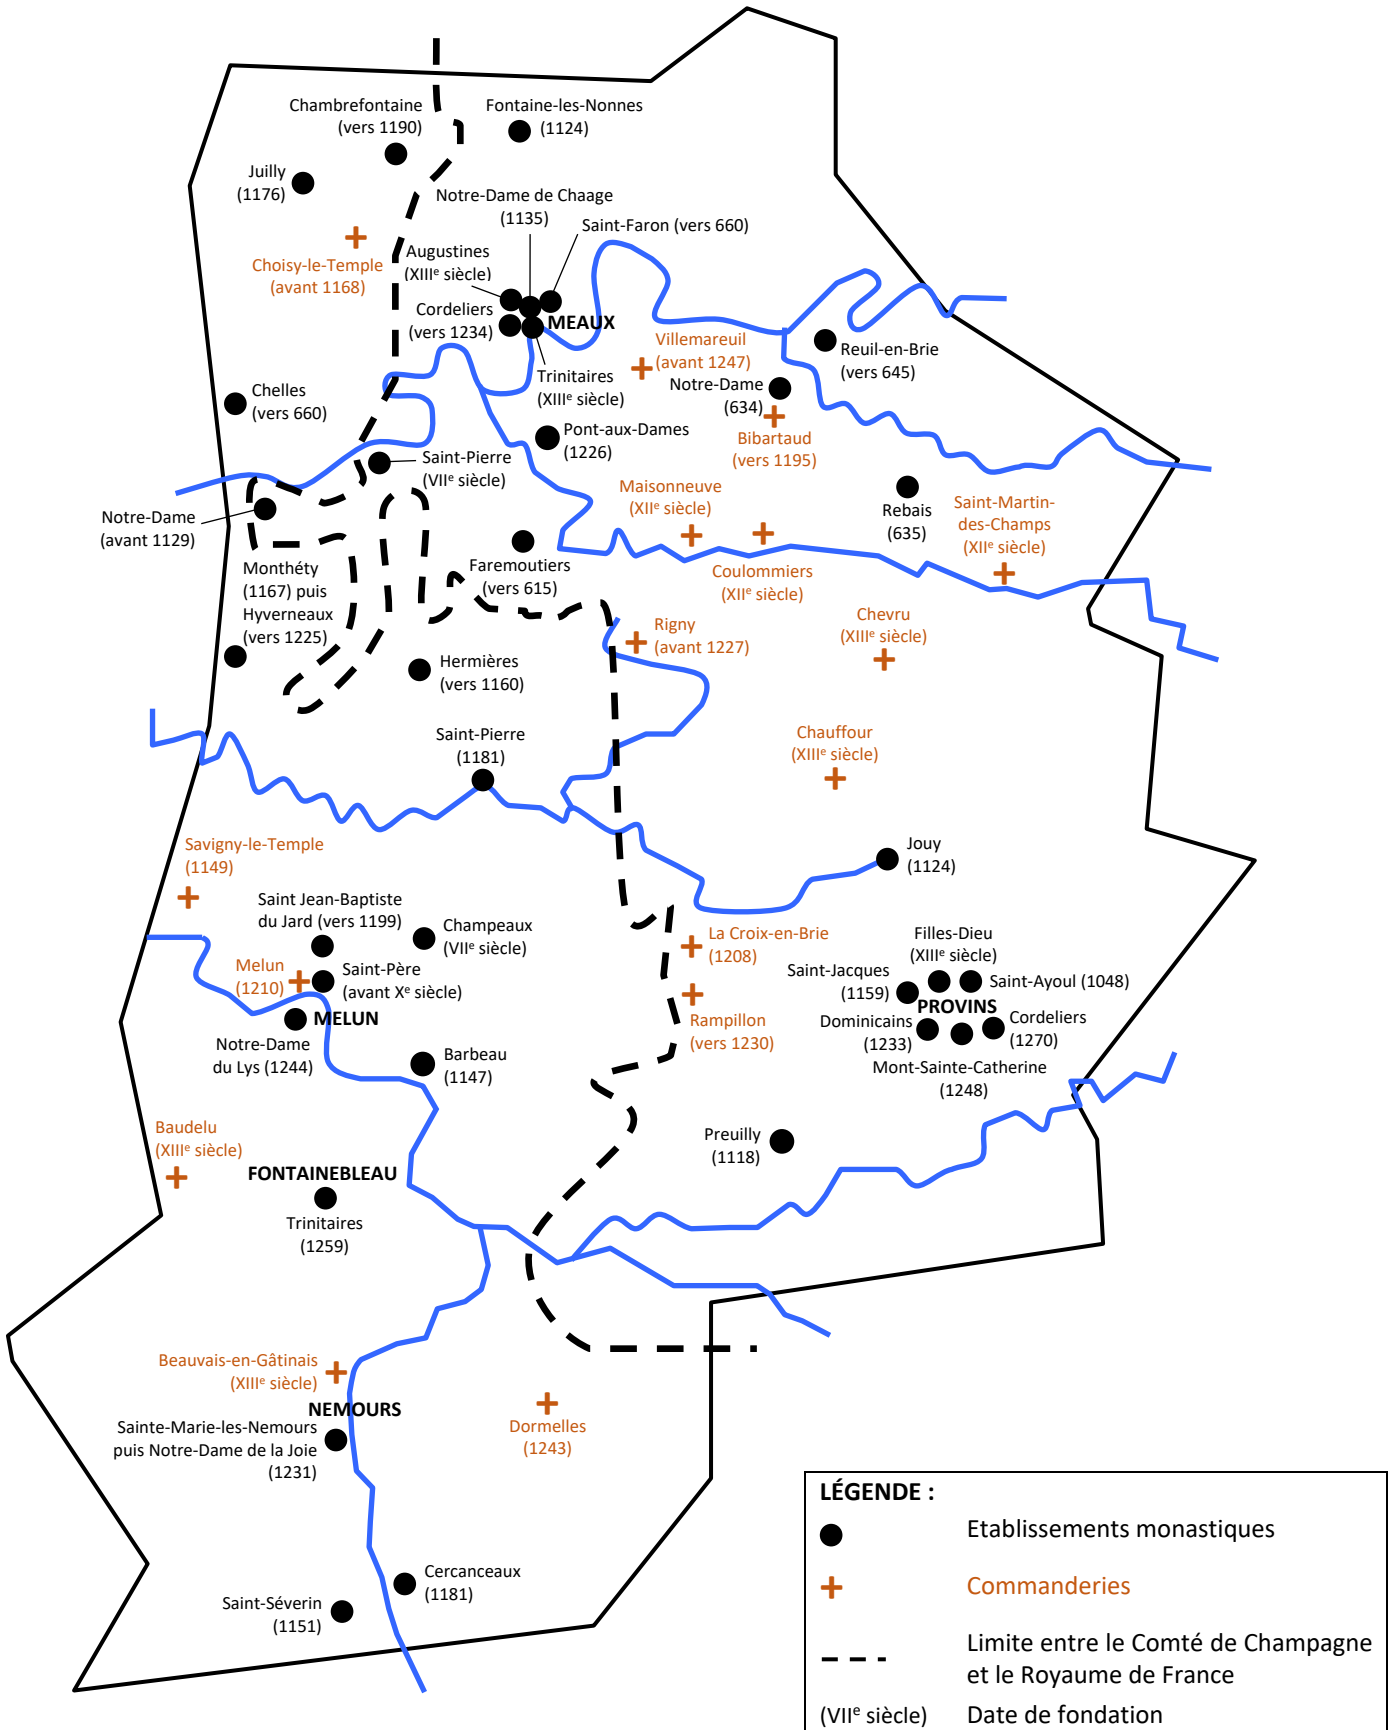 Chambrefontaine
(vers 1190)
Fontaine-les-Nonnes
(1124)
Juilly
(1176)
Notre-Dame de Chaage
(1135)
Saint-Faron (vers 660)
Augustines
(XIIIe siècle)
Choisy-le-Temple
(avant 1168)
Cordeliers
(vers 1234)
MEAUX
Villemareuil
(avant 1247)
Reuil-en-Brie
(vers 645)
Trinitaires
(XIIIe siècle)
Notre-Dame
(634)
Chelles
(vers 660)
Pont-aux-Dames
(1226)
Bibartaud
(vers 1195)
Saint-Pierre
(VIIe siècle)
Maisonneuve
(XIIe siècle)
Rebais
(635)
Saint-Martin-
des-Champs
(XIIe siècle)
Notre-Dame
(avant 1129)
Monthéty
(1167) puis
Hyverneaux
(vers 1225)
Faremoutiers
(vers 615)
Coulommiers
(XIIe siècle)
Chevru
(XIIIe siècle)
Rigny
(avant 1227)
Hermières
(vers 1160)
Saint-Pierre
(1181)
Chauffour
(XIIIe siècle)
Savigny-le-Temple
(1149)
Jouy
(1124)
Saint Jean-Baptiste
du Jard (vers 1199)
Champeaux
(VIIe siècle)
La Croix-en-Brie
(1208)
Filles-Dieu
(XIIIe siècle)
Melun
(1210)
Saint-Père
(avant Xe siècle)
Saint-Jacques
(1159)
Saint-Ayoul (1048)
PROVINS
MELUN
Rampillon
(vers 1230)
Dominicains
(1233)
Cordeliers
(1270)
Notre-Dame
du Lys (1244)
Barbeau
(1147)
Mont-Sainte-Catherine
(1248)
Baudelu
(XIIIe siècle)
Preuilly
(1118)
FONTAINEBLEAU
Trinitaires
(1259)
Beauvais-en-Gâtinais
(XIIIe siècle)
NEMOURS
Sainte-Marie-les-Nemours
puis Notre-Dame de la Joie
(1231)
Dormelles
(1243)
Cercanceaux
(1181)
Saint-Séverin
(1151)
LÉGENDE :
Etablissements monastiques
Commanderies
Limite entre le Comté de Champagne
et le Royaume de France
(VIIe siècle) Date de fondation